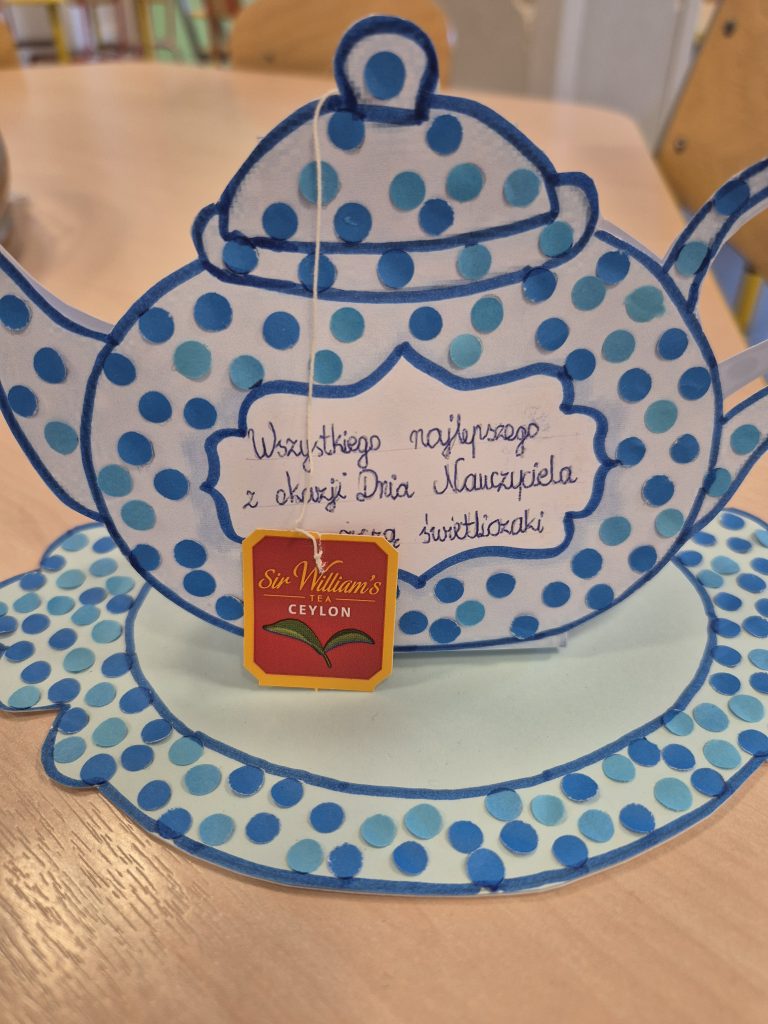 Wszystkiego najlepszego
z okazji Dnia Nauczyciela
świetliczaki
Sir William's
TEA
CEYLON